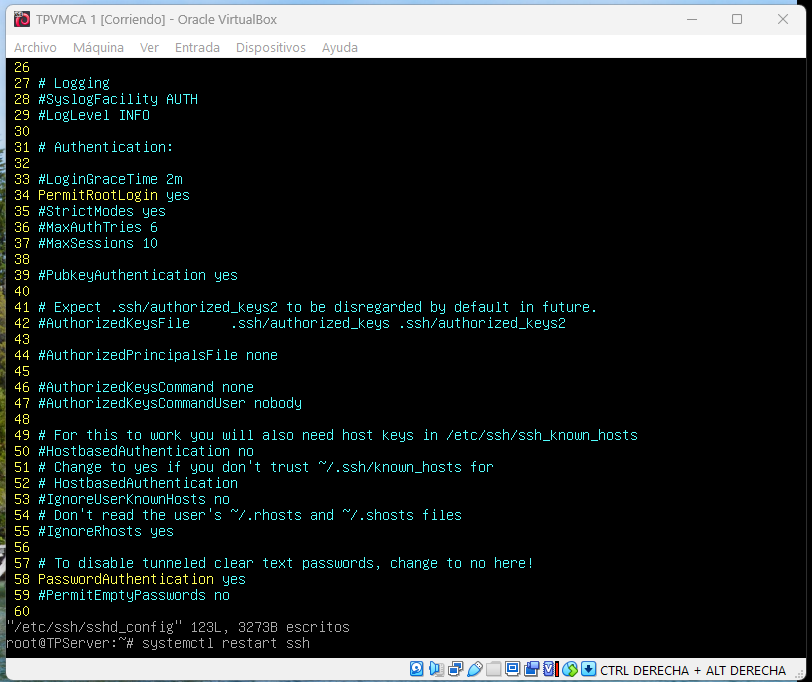 TPVMCA 1 [Corriendo] - Oracle VirtualBox
Archivo Máquina Ver Entrada Dispositivos Ayuda
26
27 # Logging
28 #SyslogFacility AUTH
29 #LogLevel INFO
30
31 # Authentication:
32
33 #LoginGraceTime 2m
34 PermitRootLogin yes
35 #StrictModes yes
36 #MaxAuthTries 6
37 #MaxSessions 10
38
39 #PubkeyAuthentication yes
40
41 # Expect .ssh/authorized_keys2 to be disregarded by default in future.
42 #AuthorizedKeysFile     .ssh/authorized_keys .ssh/authorized_keys2
43
44 #AuthorizedPrincipalsFile none
45
46 #AuthorizedKeysCommand none
47 #AuthorizedKeysCommandUser nobody
48
49 # For this to work you will also need host keys in /etc/ssh/ssh_known_hosts
50 #HostbasedAuthentication no
51 # Change to yes if you don't trust ~/.ssh/known_hosts for
52 # HostbasedAuthentication
53 #IgnoreUserKnownHosts no
54 # Don't read the user's ~/.rhosts and ~/.shosts files
55 #IgnoreRhosts yes
56
57 # To disable tunneled clear text passwords, change to no here!
58 PasswordAuthentication yes
59 #PermitEmptyPasswords no
60
"/etc/ssh/sshd_config" 123L, 3273B escritos
root@TPServer:~# systemctl restart ssh
CTRL DERECHA + ALT DERECHA